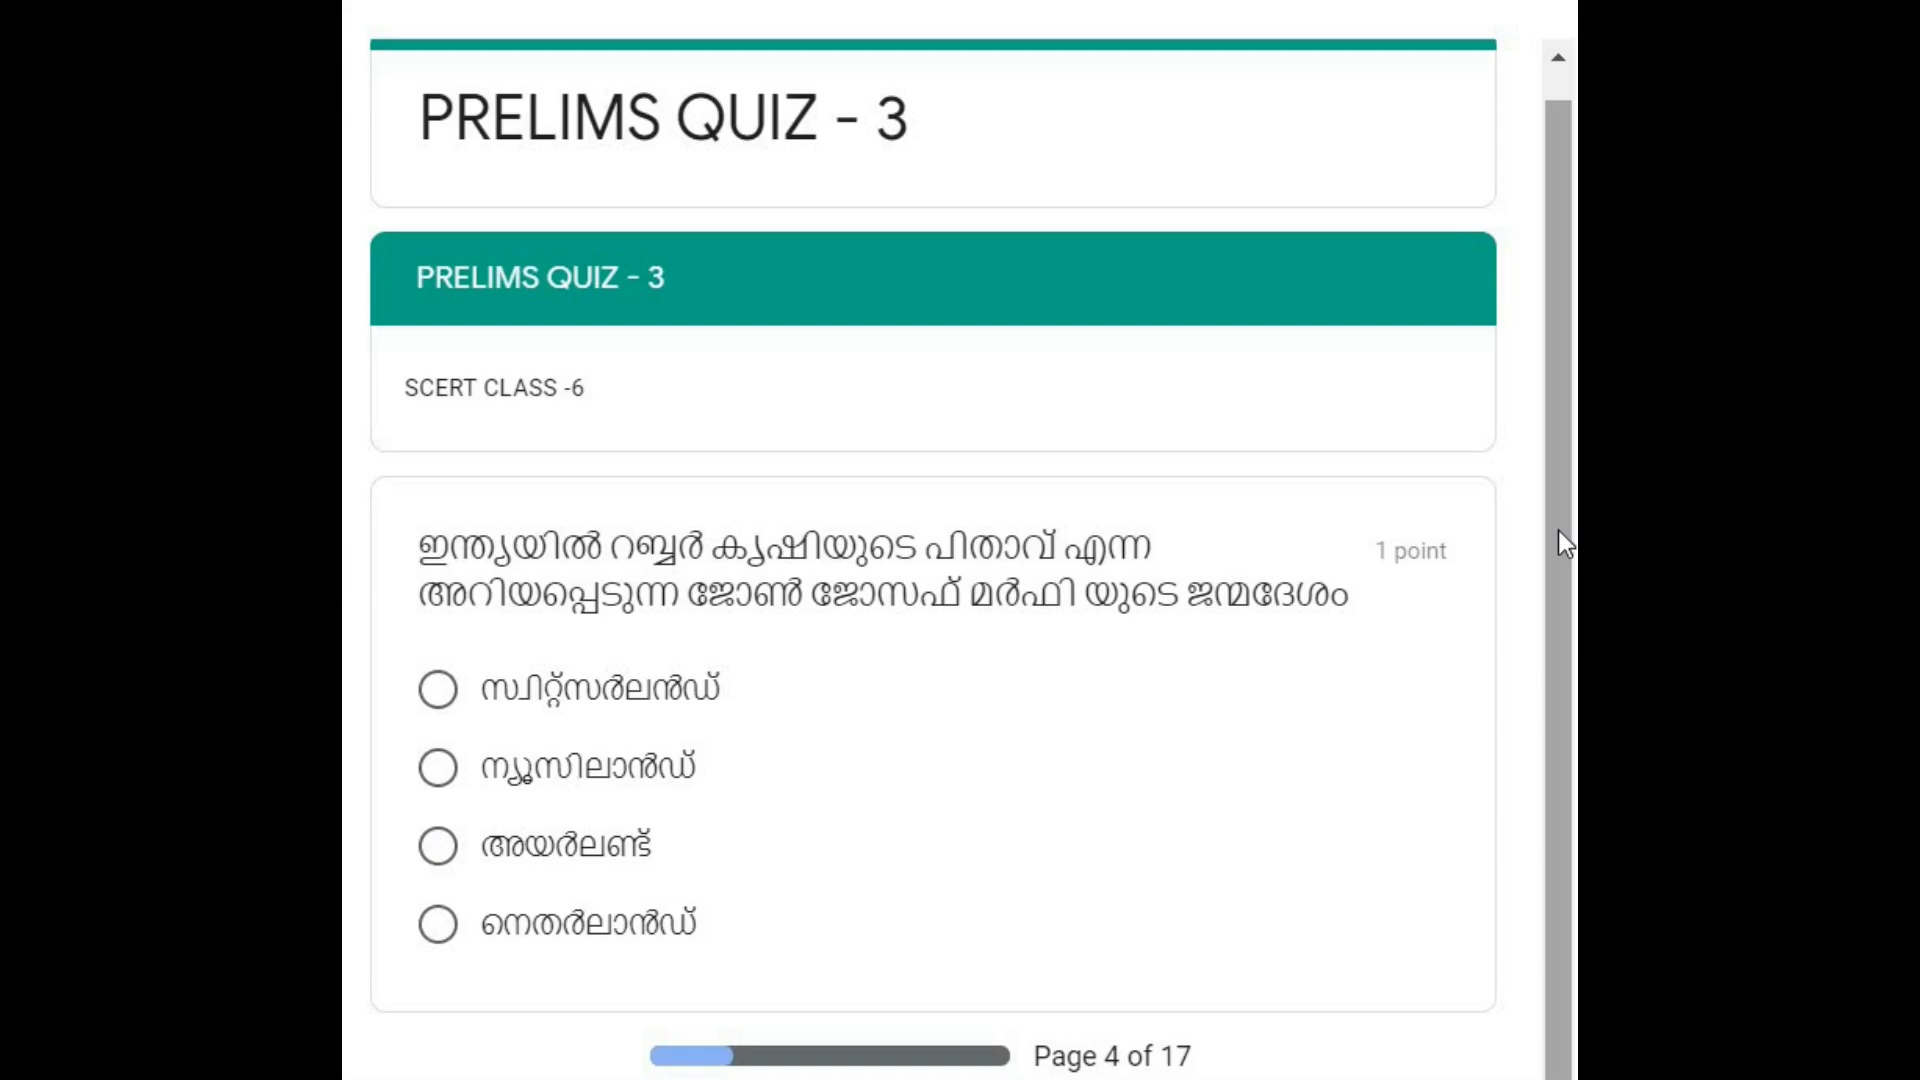 PRELIMS QUIZ - 3
PRELIMS QUIZ - 3
SCERT CLASS -6
ഇന്ത്യയിൽ റബ്ബർ കൃഷിയുടെ പിതാവ് എന്ന
1 point
അറിയപ്പെടുന്ന ജോൺ ജോസഫ് മർഫി യുടെ ജന്മദേശം
സ്വിറ്റ്സർലൻഡ്
ന്യൂസിലാൻഡ്
അയർലണ്ട്
നെതർലാൻഡ്
Page 4 of 17